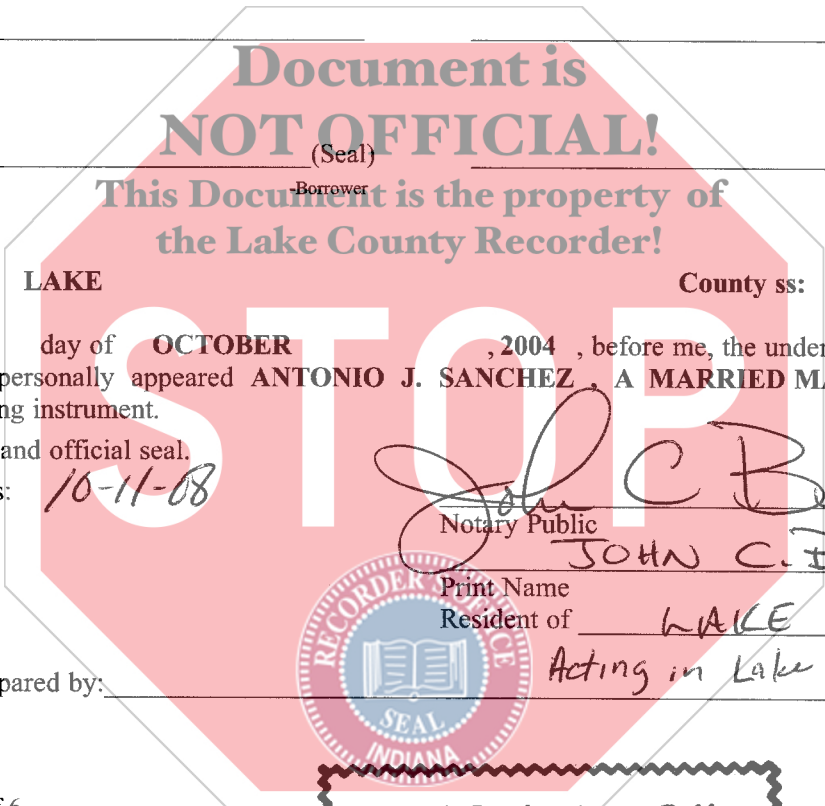 Document is
NOT OFFICIAL!
(Seal)
-Borrower
This Document is the property of
the Lake County Recorder!
LAKE County ss:
day of OCTOBER , 2004 , before me, the under
personally appeared ANTONIO J. SANCHEZ , A MARRIED MA
ng instrument.
and official seal.
s: 10-11-08
STOP
John C B
Notary Public
JOHN C.
Print Name
Resident of LAKE
Acting in Lake
pared by:
RECORDER'S OFFICE
SEAL
INDIANA